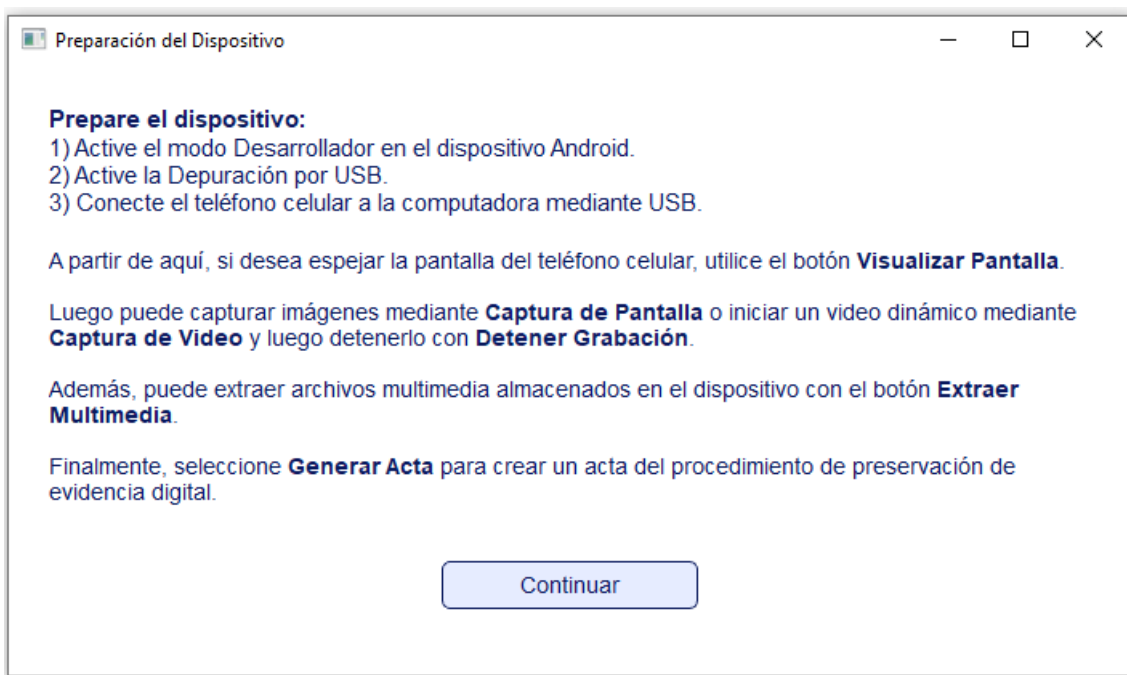 Preparación del Dispositivo
Prepare el dispositivo:
1) Active el modo Desarrollador en el dispositivo Android.
2) Active la Depuración por USB.
3) Conecte el teléfono celular a la computadora mediante USB.
A partir de aquí, si desea espejar la pantalla del teléfono celular, utilice el botón Visualizar Pantalla.
Luego puede capturar imágenes mediante Captura de Pantalla o iniciar un video dinámico mediante
Captura de Video y luego detenerlo con Detener Grabación.
Además, puede extraer archivos multimedia almacenados en el dispositivo con el botón Extraer
Multimedia.
Finalmente, seleccione Generar Acta para crear un acta del procedimiento de preservación de
evidencia digital.
Continuar